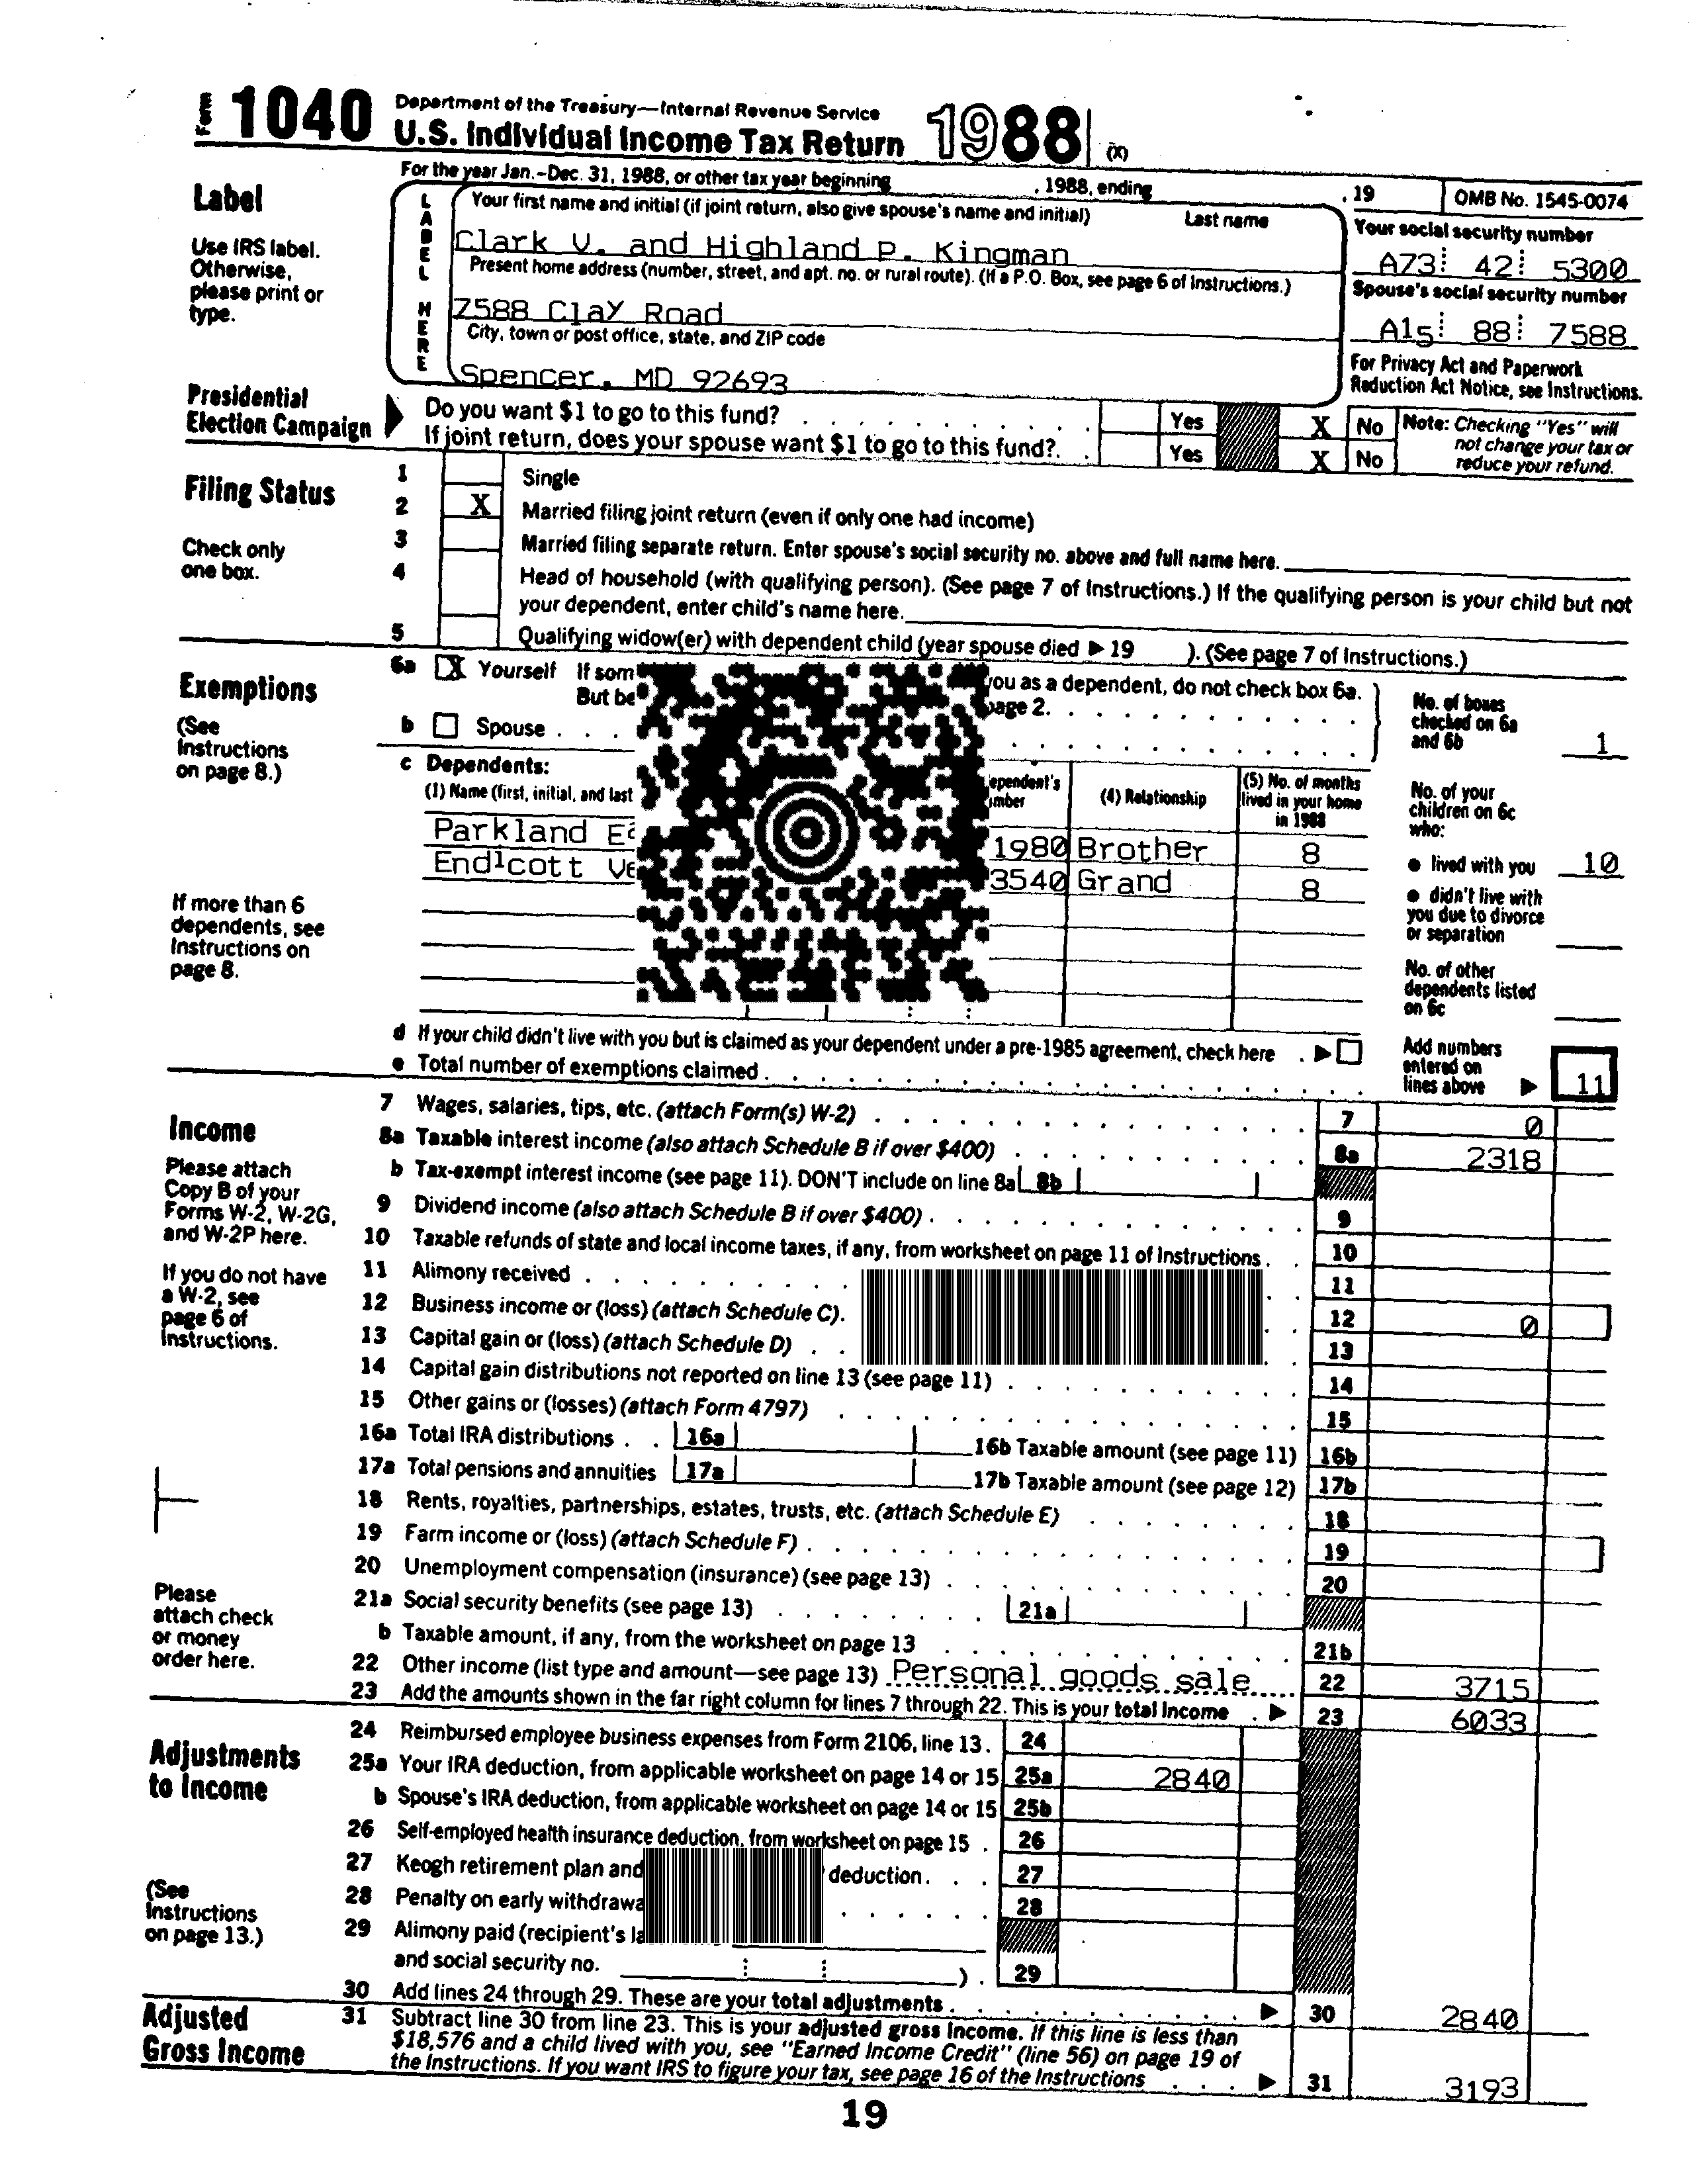 Form 1040 Department of the Treasury—Internal Revenue Service
U.S. Individual Income Tax Return 1988 (X)
For the year Jan.–Dec. 31, 1988, or other tax year beginning , 1988, ending , 19 OMB No. 1545-0074
Label
Use IRS label. Otherwise, please print or type.
LABEL HERE
Your first name and initial (if joint return, also give spouse's name and initial) Last name
Clark V. and Highland P. Kingman
Your social security number
A73 42 5300
Present home address (number, street, and apt. no. or rural route). (If a P.O. Box, see page 6 of Instructions.)
7588 Clay Road
Spouse's social security number
A15 88 7588
City, town or post office, state, and ZIP code
Spencer, MD 92693
For Privacy Act and Paperwork Reduction Act Notice, see Instructions.
Presidential Election Campaign
Do you want $1 to go to this fund? Yes X No
If joint return, does your spouse want $1 to go to this fund? Yes X No
Note: Checking "Yes" will not change your tax or reduce your refund.
Filing Status
Check only one box.
1 Single
2 X Married filing joint return (even if only one had income)
3 Married filing separate return. Enter spouse's social security no. above and full name here.
4 Head of household (with qualifying person). (See page 7 of Instructions.) If the qualifying person is your child but not
your dependent, enter child's name here.
5 Qualifying widow(er) with dependent child (year spouse died ▶ 19 ). (See page 7 of Instructions.)
Exemptions
(See Instructions on page 8.)
6a X Yourself If som you as a dependent, do not check box 6a.
But be page 2.
b Spouse
No. of boxes checked on 6a and 6b 1
c Dependents:
(1) Name (first, initial, and last ependent's mber (4) Relationship (5) No. of months lived in your home in 1988
Parkland Ea 1980 Brother 8
Endlcott Ve 3540 Grand 8
No. of your children on 6c who:
● lived with you 10
● didn't live with you due to divorce or separation
No. of other dependents listed on 6c
If more than 6 dependents, see Instructions on page 8.
d If your child didn't live with you but is claimed as your dependent under a pre-1985 agreement, check here ▶
e Total number of exemptions claimed
Add numbers entered on lines above ▶ 11
Income
Please attach Copy B of your Forms W-2, W-2G, and W-2P here.
If you do not have a W-2, see page 6 of Instructions.
Please attach check or money order here.
7 Wages, salaries, tips, etc. (attach Form(s) W-2) 7 0
8a Taxable interest income (also attach Schedule B if over $400) 8a 2318
b Tax-exempt interest income (see page 11). DON'T include on line 8a 8b
9 Dividend income (also attach Schedule B if over $400) 9
10 Taxable refunds of state and local income taxes, if any, from worksheet on page 11 of Instructions 10
11 Alimony received 11
12 Business income or (loss) (attach Schedule C) 12 0
13 Capital gain or (loss) (attach Schedule D) 13
14 Capital gain distributions not reported on line 13 (see page 11) 14
15 Other gains or (losses) (attach Form 4797) 15
16a Total IRA distributions 16a 16b Taxable amount (see page 11) 16b
17a Total pensions and annuities 17a 17b Taxable amount (see page 12) 17b
18 Rents, royalties, partnerships, estates, trusts, etc. (attach Schedule E) 18
19 Farm income or (loss) (attach Schedule F) 19
20 Unemployment compensation (insurance) (see page 13) 20
21a Social security benefits (see page 13) 21a
b Taxable amount, if any, from the worksheet on page 13 21b
22 Other income (list type and amount—see page 13) Personal goods sale 22 3715
23 Add the amounts shown in the far right column for lines 7 through 22. This is your total income ▶ 23 6033
Adjustments to Income
(See Instructions on page 13.)
24 Reimbursed employee business expenses from Form 2106, line 13. 24
25a Your IRA deduction, from applicable worksheet on page 14 or 15 25a 2840
b Spouse's IRA deduction, from applicable worksheet on page 14 or 15 25b
26 Self-employed health insurance deduction, from worksheet on page 15 26
27 Keogh retirement plan and deduction 27
28 Penalty on early withdrawa 28
29 Alimony paid (recipient's la
and social security no. ) 29
30 Add lines 24 through 29. These are your total adjustments ▶ 30 2840
Adjusted Gross Income
31 Subtract line 30 from line 23. This is your adjusted gross income. If this line is less than
$18,576 and a child lived with you, see "Earned Income Credit" (line 56) on page 19 of
the Instructions. If you want IRS to figure your tax, see page 16 of the Instructions ▶ 31 3193
19